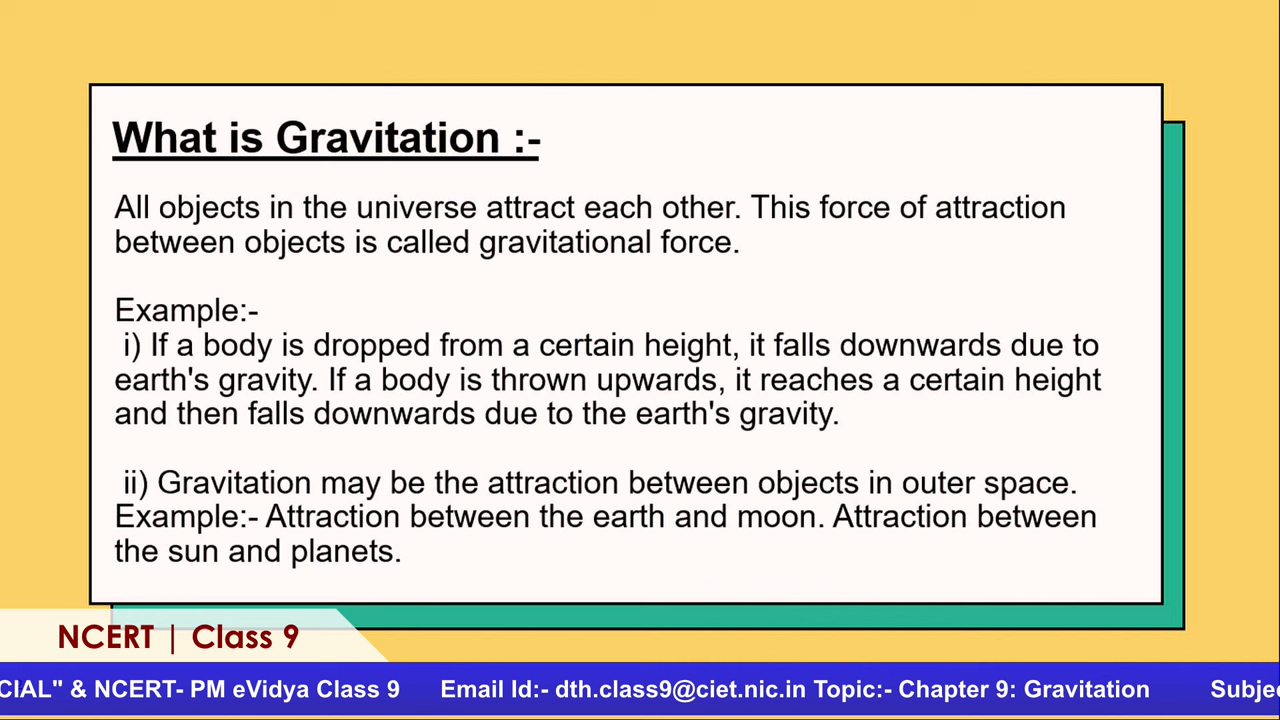 What is Gravitation :-
All objects in the universe attract each other. This force of attraction
between objects is called gravitational force.
Example:-
i) If a body is dropped from a certain height, it falls downwards due to
earth's gravity. If a body is thrown upwards, it reaches a certain height
and then falls downwards due to the earth's gravity.
ii) Gravitation may be the attraction between objects in outer space.
Example:- Attraction between the earth and moon. Attraction between
the sun and planets.
NCERT | Class 9
CIAL" & NCERT- PM eVidya Class 9 Email Id:- dth.class9@ciet.nic.in Topic:- Chapter 9: Gravitation